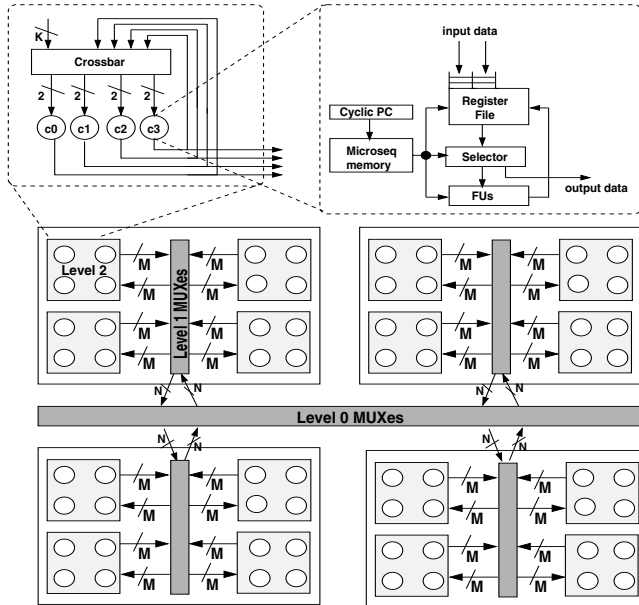 K
Crossbar
2 2 2 2
c0 c1 c2 c3
input data
Register
File
Cyclic PC
Microseq
memory
Selector
FUs
output data
Level 2
Level 1 MUXes
M M
M M
M M
M M
M M
M M
M M
M M
N N
N N
Level 0 MUXes
N N
N N
M M
M M
M M
M M
M M
M M
M M
M M